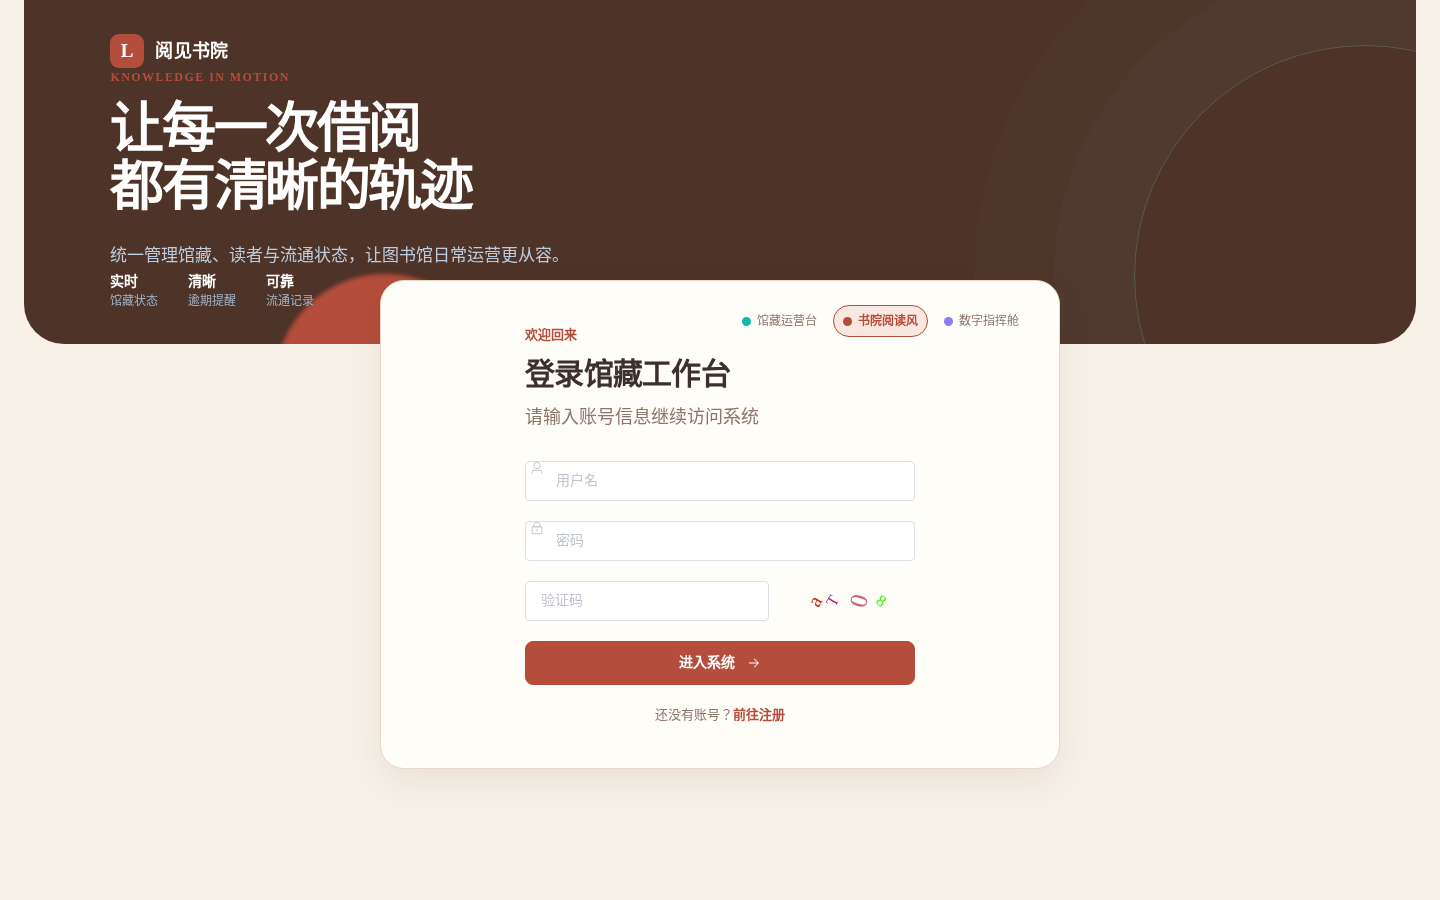 L 阅见书院
KNOWLEDGE IN MOTION
让每一次借阅
都有清晰的轨迹
统一管理馆藏、读者与流通状态，让图书馆日常运营更从容。
实时 清晰 可靠
馆藏状态 逾期提醒 流通记录
馆藏运营台 书院阅读风 数字指挥舱
欢迎回来
登录馆藏工作台
请输入账号信息继续访问系统
用户名
密码
验证码
进入系统 →
还没有账号？前往注册